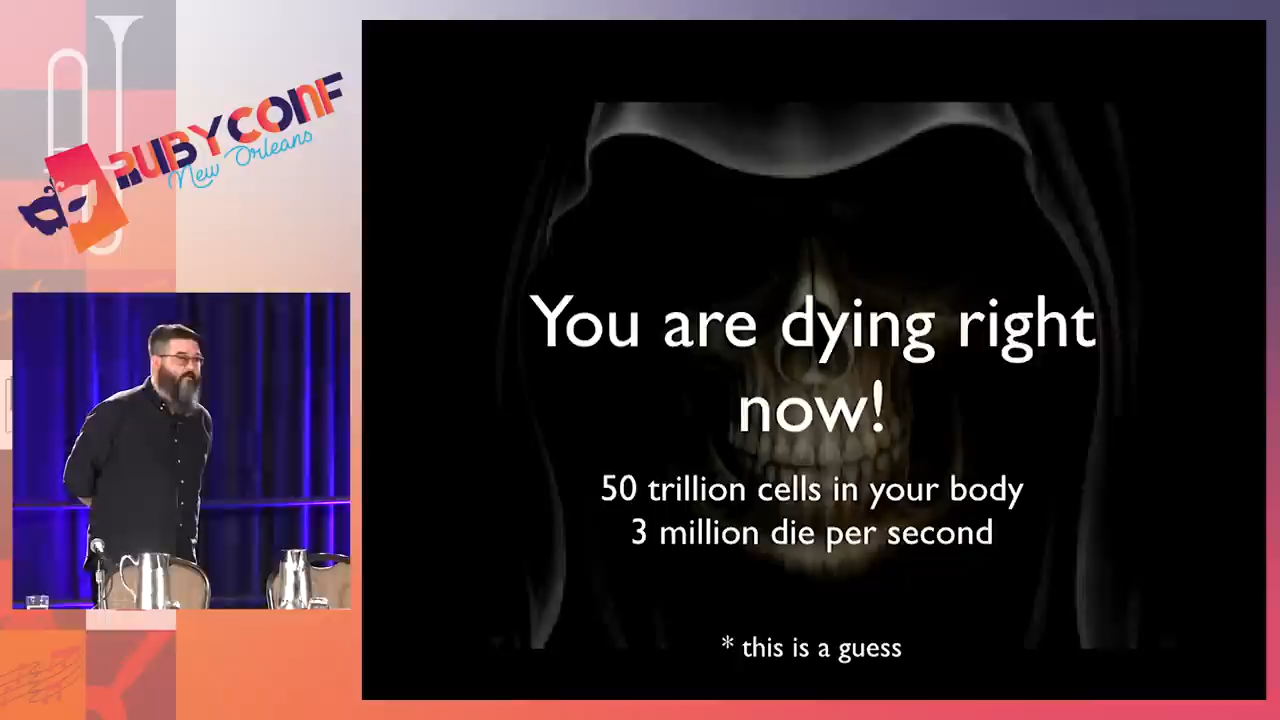 RUBYCONF
New Orleans
You are dying right
now!
50 trillion cells in your body
3 million die per second
* this is a guess